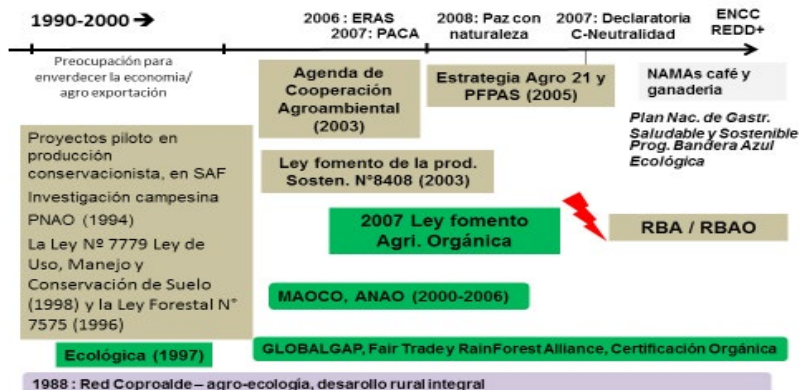 1990-2000
2006 : ERAS
2007: PACA
2008: Paz con
naturaleza
2007: Declaratoria
C-Neutralidad
ENCC
REDD+
Preocupación para
enverdecer la economia/
agro exportación
Agenda de
Cooperación
Agroambiental
(2003)
Estrategia Agro 21 y
PFPAS (2005)
NAMAs café y
ganaderia
Plan Nac. de Gastr.
Saludable y Sostenible
Prog. Bandera Azul
Ecológica
Proyectos piloto en
producción
conservacionista, en SAF
Investigación campesina
PNAO (1994)
La Ley Nº 7779 Ley de
Uso, Manejo y
Conservación de Suelo
(1998) y la Ley Forestal N°
7575 (1996)
Ley fomento de la prod.
Sosten. N°8408 (2003)
2007 Ley fomento
Agri. Orgánica
RBA / RBAO
MAOCO, ANAO (2000-2006)
Ecológica (1997)
GLOBALGAP, Fair Trade y RainForest Alliance, Certificación Orgánica
1988 : Red Coproalde – agro-ecología, desarollo rural integral